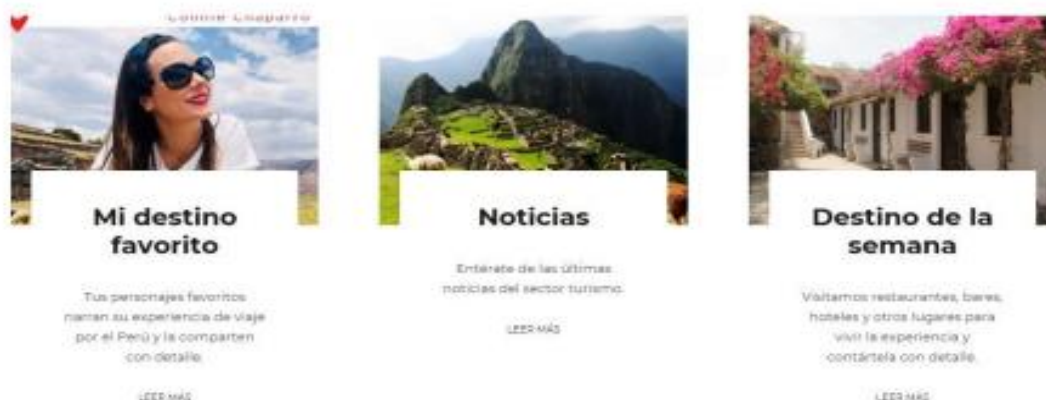 Mi destino
favorito
Tus personajes favoritos
narran su experiencia de viaje
por el Perú y la comparten
con detalle.
LEER MÁS
Noticias
Entérate de las últimas
noticias del sector turismo.
LEER MÁS
Destino de la
semana
Visitamos restaurantes, bares,
hoteles y otros lugares para
vivir la experiencia y
contártela con detalle.
LEER MÁS